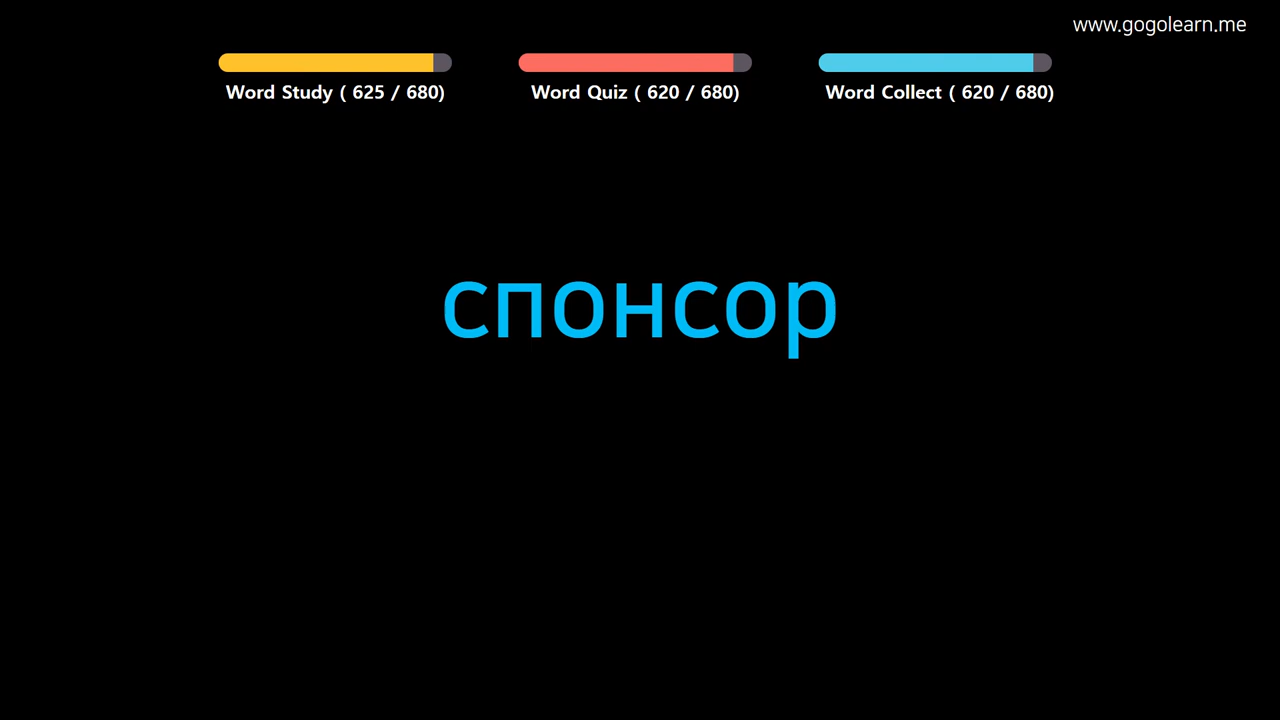 www.gogolearn.me
Word Study ( 625 / 680)
Word Quiz ( 620 / 680)
Word Collect ( 620 / 680)
спонсор